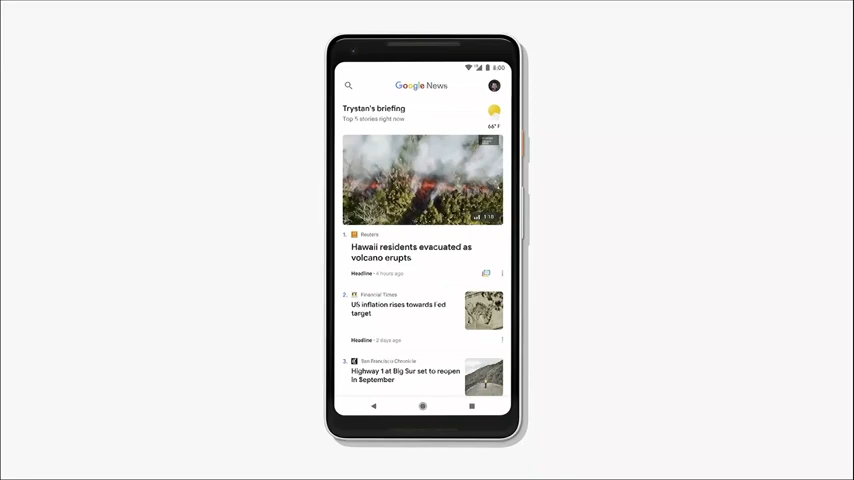 8:00
Google News
Trystan's briefing
Top 5 stories right now
66° F
1:10
1. Reuters
Hawaii residents evacuated as
volcano erupts
Headline · 4 hours ago
2. Financial Times
US inflation rises towards Fed
target
Headline · 2 days ago
3. San Francisco Chronicle
Highway 1 at Big Sur set to reopen
in September